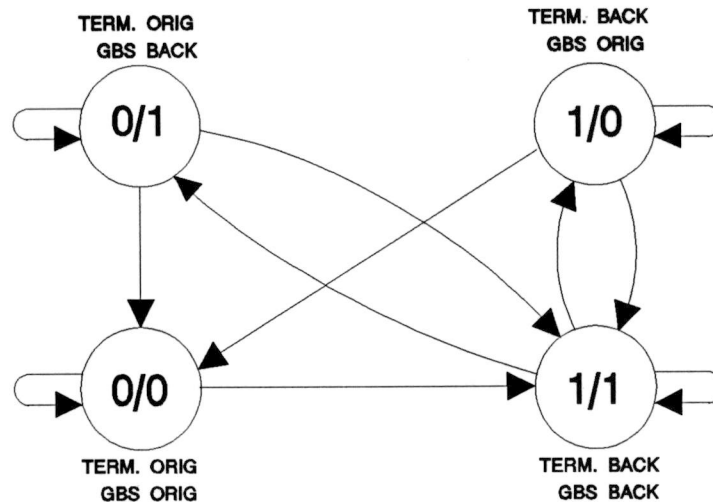 TERM. ORIG
GBS BACK
TERM. BACK
GBS ORIG
0/1
1/0
0/0
1/1
TERM. ORIG
GBS ORIG
TERM. BACK
GBS BACK